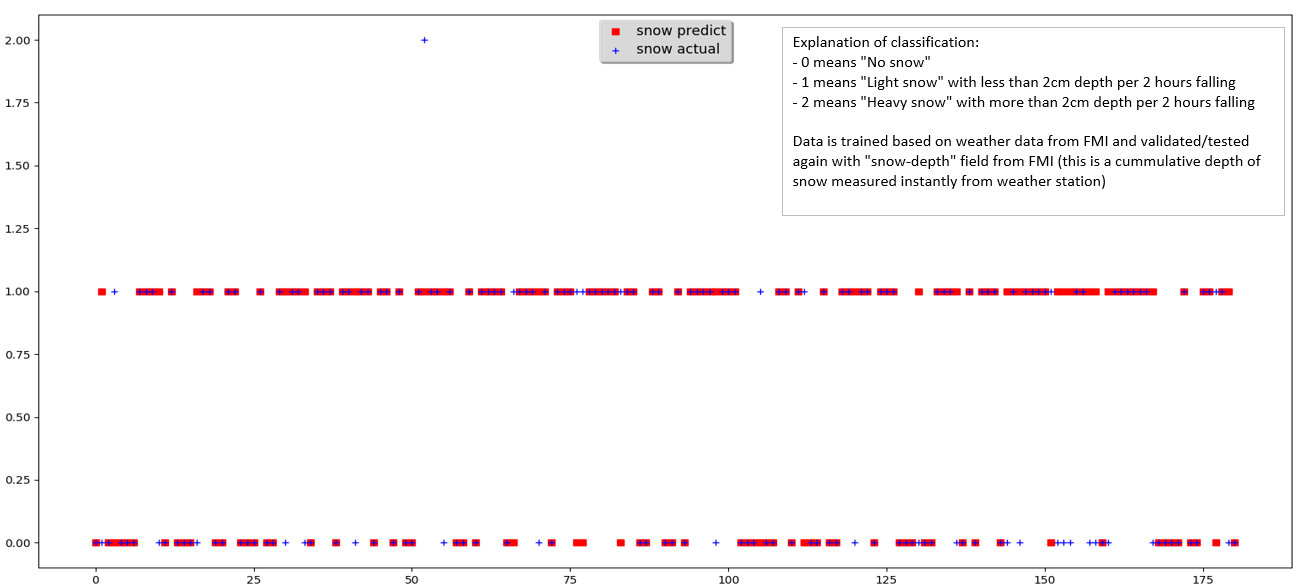 2.00
1.75
1.50
1.25
1.00
0.75
0.50
0.25
0.00
snow predict
snow actual
Explanation of classification:
- 0 means "No snow"
- 1 means "Light snow" with less than 2cm depth per 2 hours falling
- 2 means "Heavy snow" with more than 2cm depth per 2 hours falling
Data is trained based on weather data from FMI and validated/tested
again with "snow-depth" field from FMI (this is a cummulative depth of
snow measured instantly from weather station)
0 25 50 75 100 125 150 175